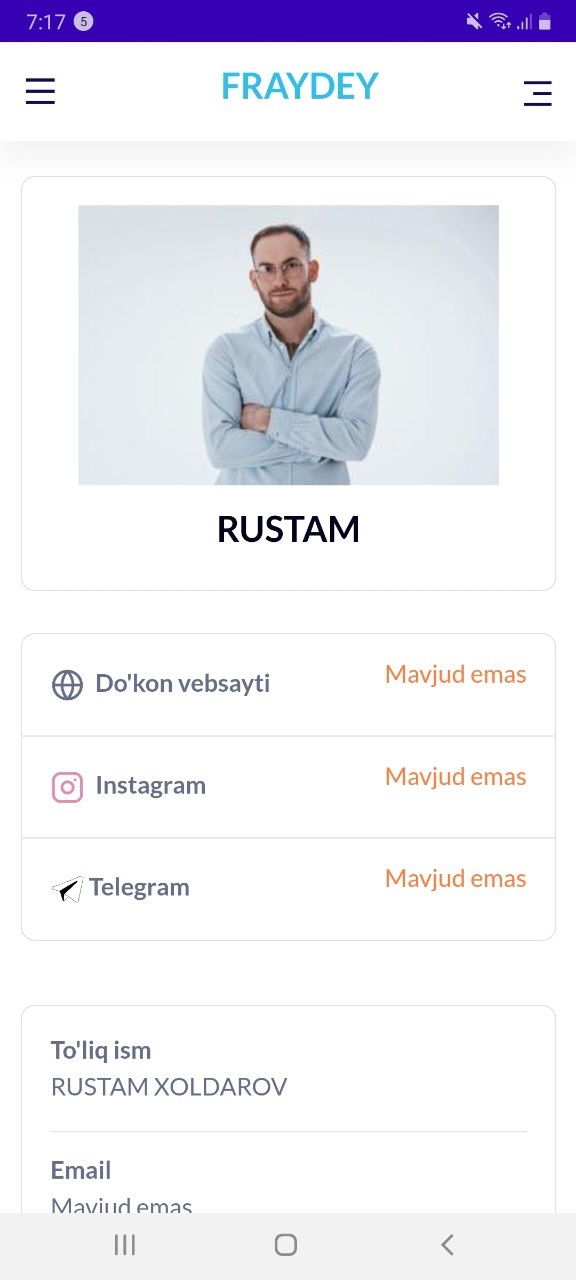 7:17 5
FRAYDEY
RUSTAM
Do'kon vebsayti Mavjud emas
Instagram Mavjud emas
Telegram Mavjud emas
To'liq ism
RUSTAM XOLDAROV
Email
Mavjud emas